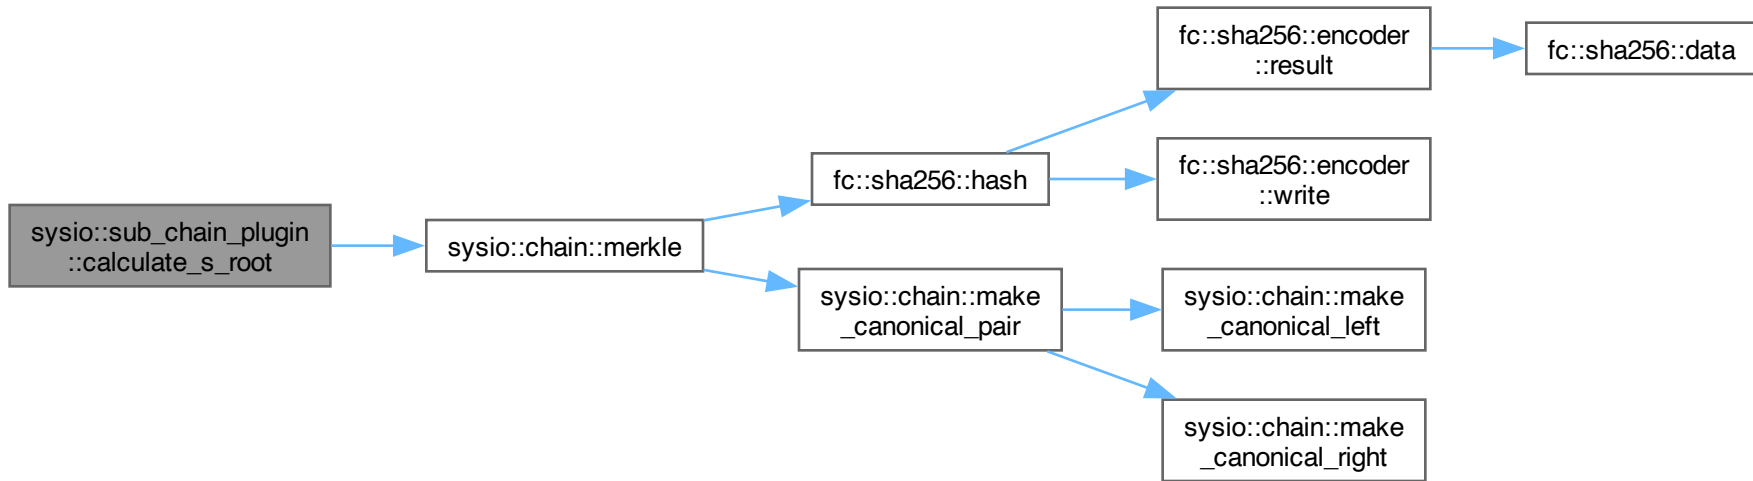 sysio::sub_chain_plugin
::calculate_s_root
sysio::chain::merkle
fc::sha256::hash
sysio::chain::make
_canonical_pair
fc::sha256::encoder
::result
fc::sha256::encoder
::write
sysio::chain::make
_canonical_left
sysio::chain::make
_canonical_right
fc::sha256::data